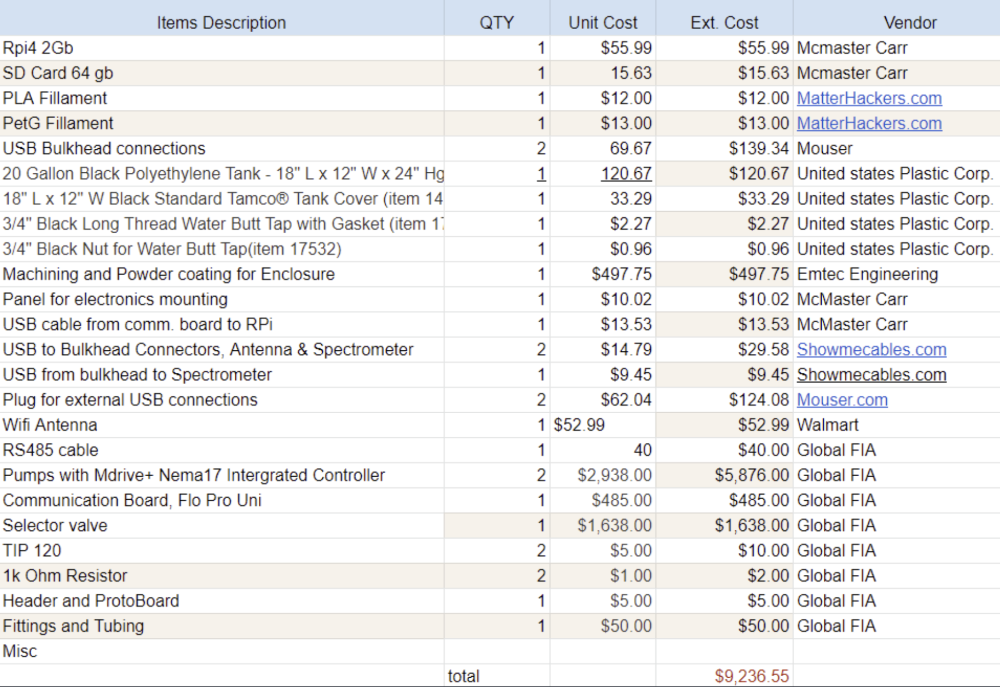 Items Description QTY Unit Cost Ext. Cost Vendor
Rpi4 2Gb 1 $55.99 $55.99 Mcmaster Carr
SD Card 64 gb 1 15.63 $15.63 Mcmaster Carr
PLA Fillament 1 $12.00 $12.00 MatterHackers.com
PetG Fillament 1 $13.00 $13.00 MatterHackers.com
USB Bulkhead connections 2 69.67 $139.34 Mouser
20 Gallon Black Polyethylene Tank - 18" L x 12" W x 24" Hg 1 120.67 $120.67 United states Plastic Corp.
18" L x 12" W Black Standard Tamco® Tank Cover (item 14 1 33.29 $33.29 United states Plastic Corp.
3/4" Black Long Thread Water Butt Tap with Gasket (item 17 1 $2.27 $2.27 United states Plastic Corp.
3/4" Black Nut for Water Butt Tap(item 17532) 1 $0.96 $0.96 United states Plastic Corp.
Machining and Powder coating for Enclosure 1 $497.75 $497.75 Emtec Engineering
Panel for electronics mounting 1 $10.02 $10.02 McMaster Carr
USB cable from comm. board to RPi 1 $13.53 $13.53 McMaster Carr
USB to Bulkhead Connectors, Antenna & Spectrometer 2 $14.79 $29.58 Showmecables.com
USB from bulkhead to Spectrometer 1 $9.45 $9.45 Showmecables.com
Plug for external USB connections 2 $62.04 $124.08 Mouser.com
Wifi Antenna 1 $52.99 $52.99 Walmart
RS485 cable 1 40 $40.00 Global FIA
Pumps with Mdrive+ Nema17 Intergrated Controller 2 $2,938.00 $5,876.00 Global FIA
Communication Board, Flo Pro Uni 1 $485.00 $485.00 Global FIA
Selector valve 1 $1,638.00 $1,638.00 Global FIA
TIP 120 2 $5.00 $10.00 Global FIA
1k Ohm Resistor 2 $1.00 $2.00 Global FIA
Header and ProtoBoard 1 $5.00 $5.00 Global FIA
Fittings and Tubing 1 $50.00 $50.00 Global FIA
Misc
total $9,236.55